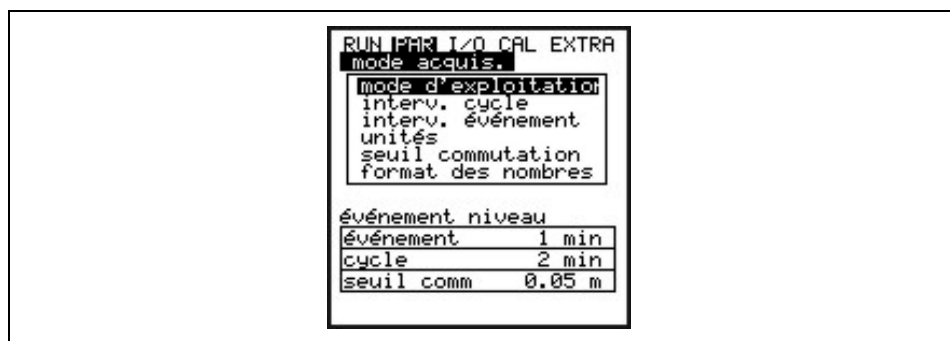 RUN PAR I/O CAL EXTRA
mode acquis.
mode d'exploitation
interv. cycle
interv. événement
unités
seuil commutation
format des nombres
événement niveau
événement 1 min
cycle 2 min
seuil comm 0.05 m